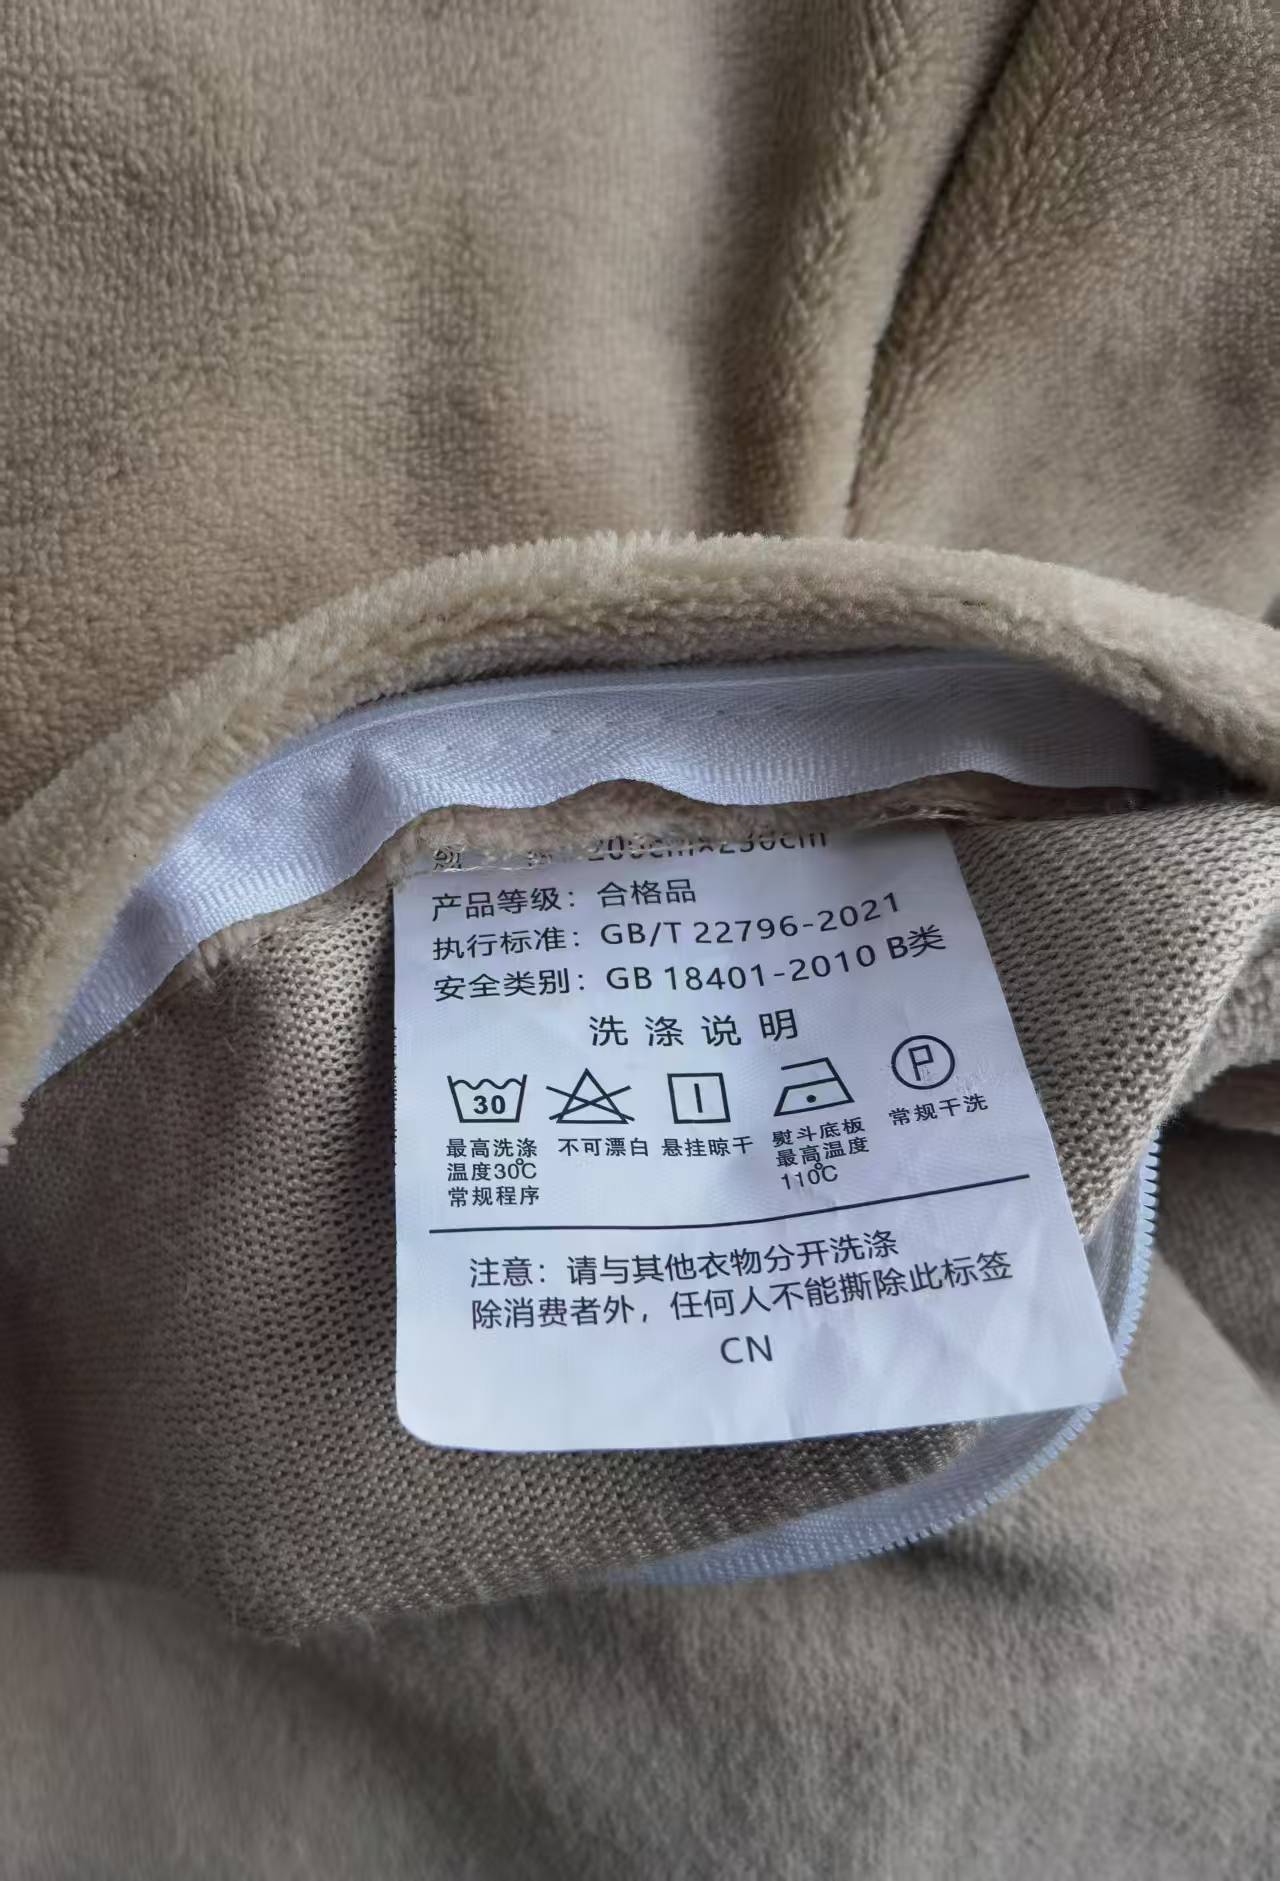 200cm×230cm
产品等级：合格品
执行标准：GB/T 22796-2021
安全类别：GB 18401-2010 B类
洗涤说明
30
P
最高洗涤
温度30℃
常规程序
不可漂白
悬挂晾干
熨斗底板
最高温度
110℃
常规干洗
注意：请与其他衣物分开洗涤
除消费者外，任何人不能撕除此标签
CN